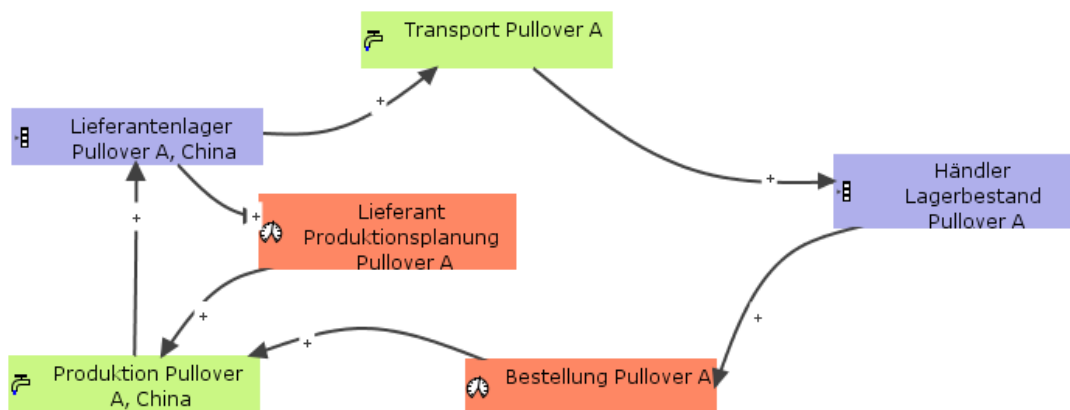 Transport Pullover A
+
Lieferantenlager
Pullover A, China
Händler
Lagerbestand
Pullover A
+
+
+
Lieferant
Produktionsplanung
Pullover A
+
+
+
Produktion Pullover
A, China
Bestellung Pullover A